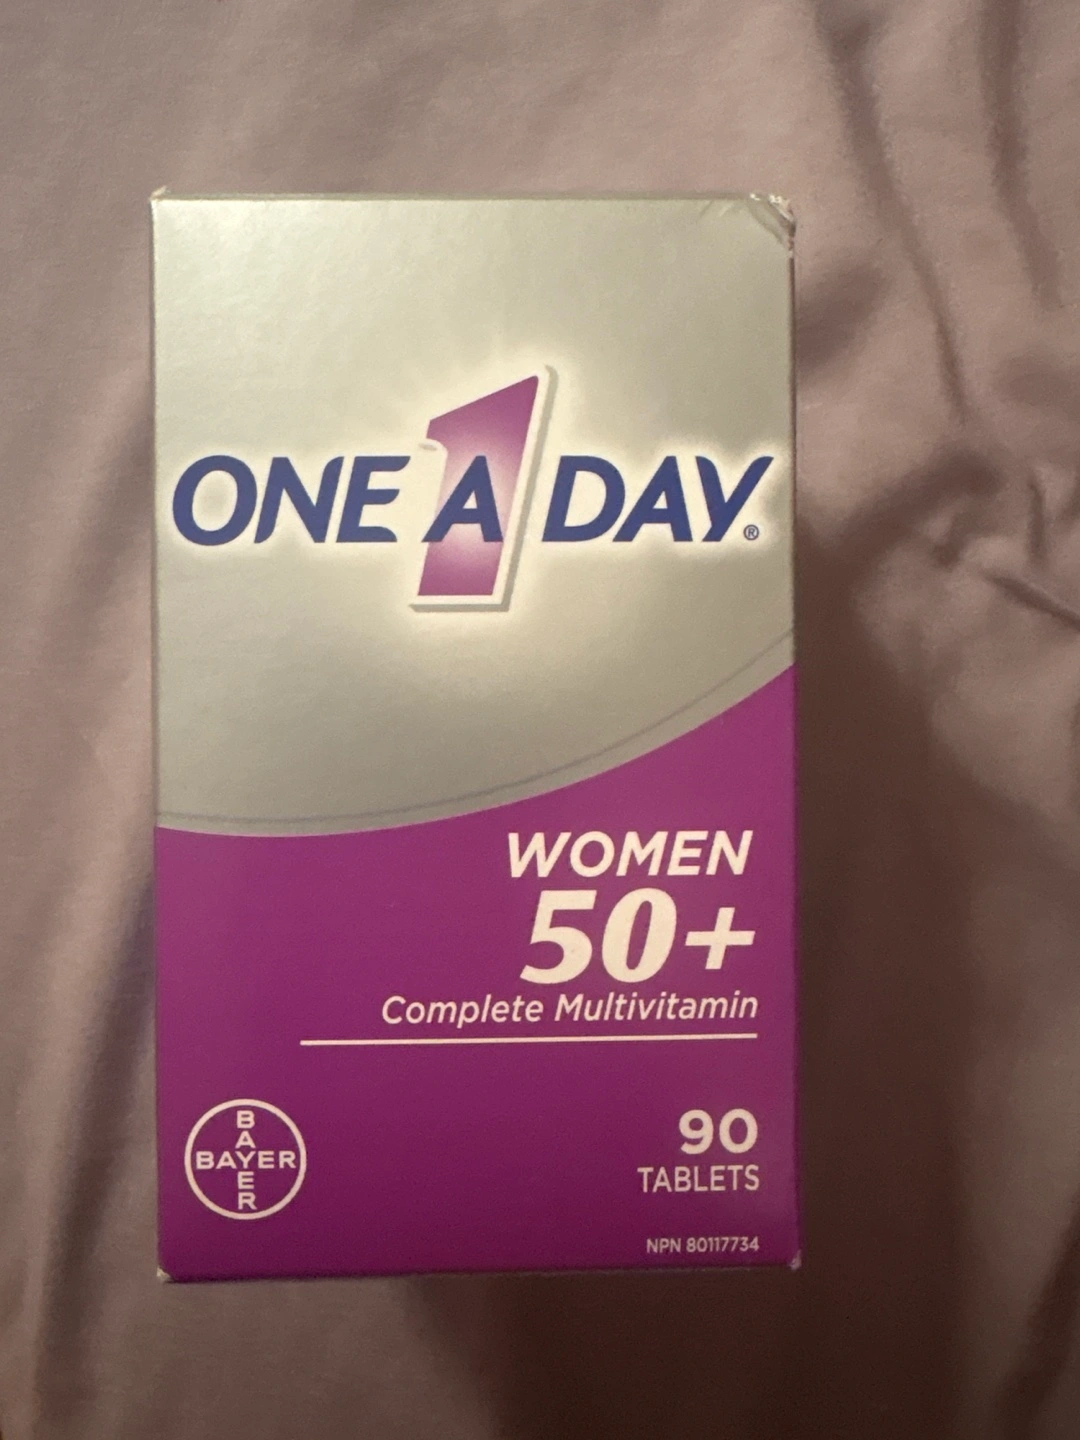 ONE A DAY®
WOMEN
50+
Complete Multivitamin
BAYER
BAYER
90
TABLETS
NPN 80117734